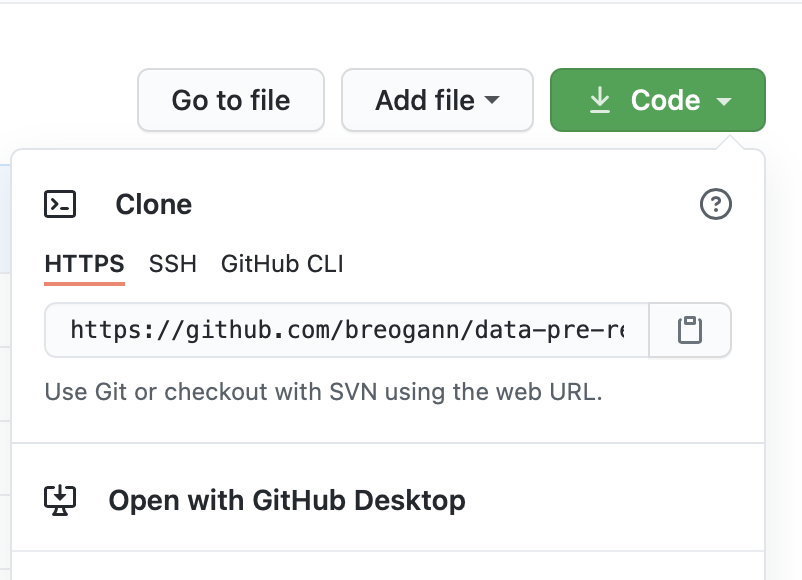 Go to file Add file Code
Clone
HTTPS SSH GitHub CLI
https://github.com/breogann/data-pre-re
Use Git or checkout with SVN using the web URL.
Open with GitHub Desktop